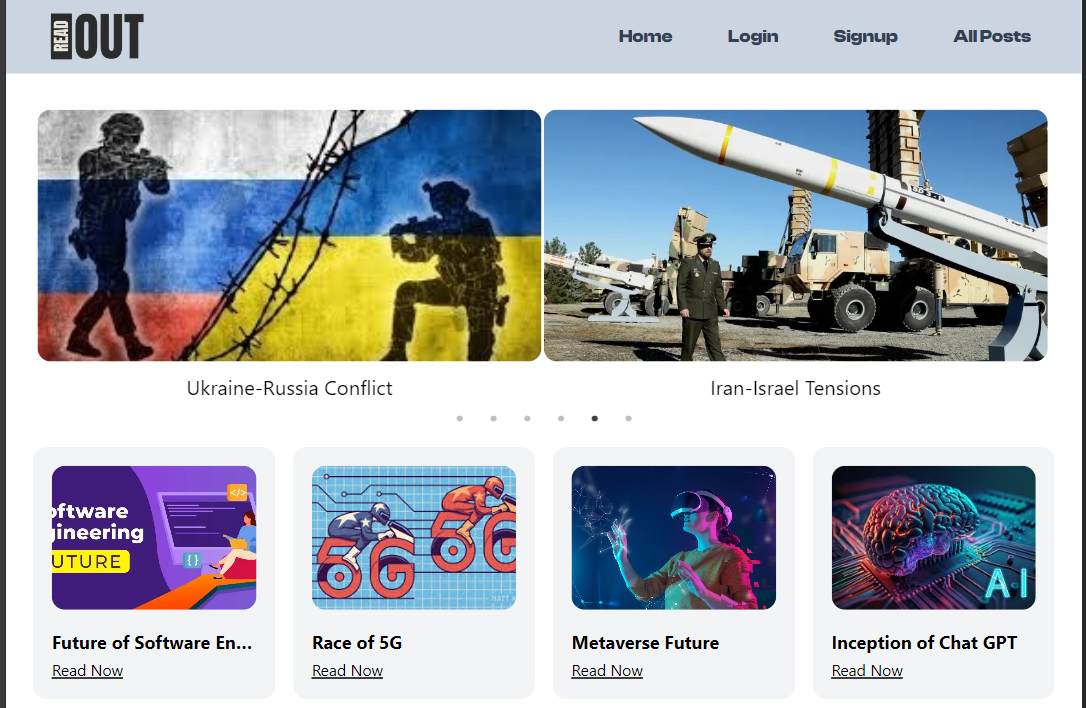 READ OUT
Home Login Signup All Posts
Ukraine-Russia Conflict Iran-Israel Tensions
oftware
gineering
UTURE
</>
{ }
5G
5G
AI
Future of Software En... Race of 5G Metaverse Future Inception of Chat GPT
Read Now Read Now Read Now Read Now